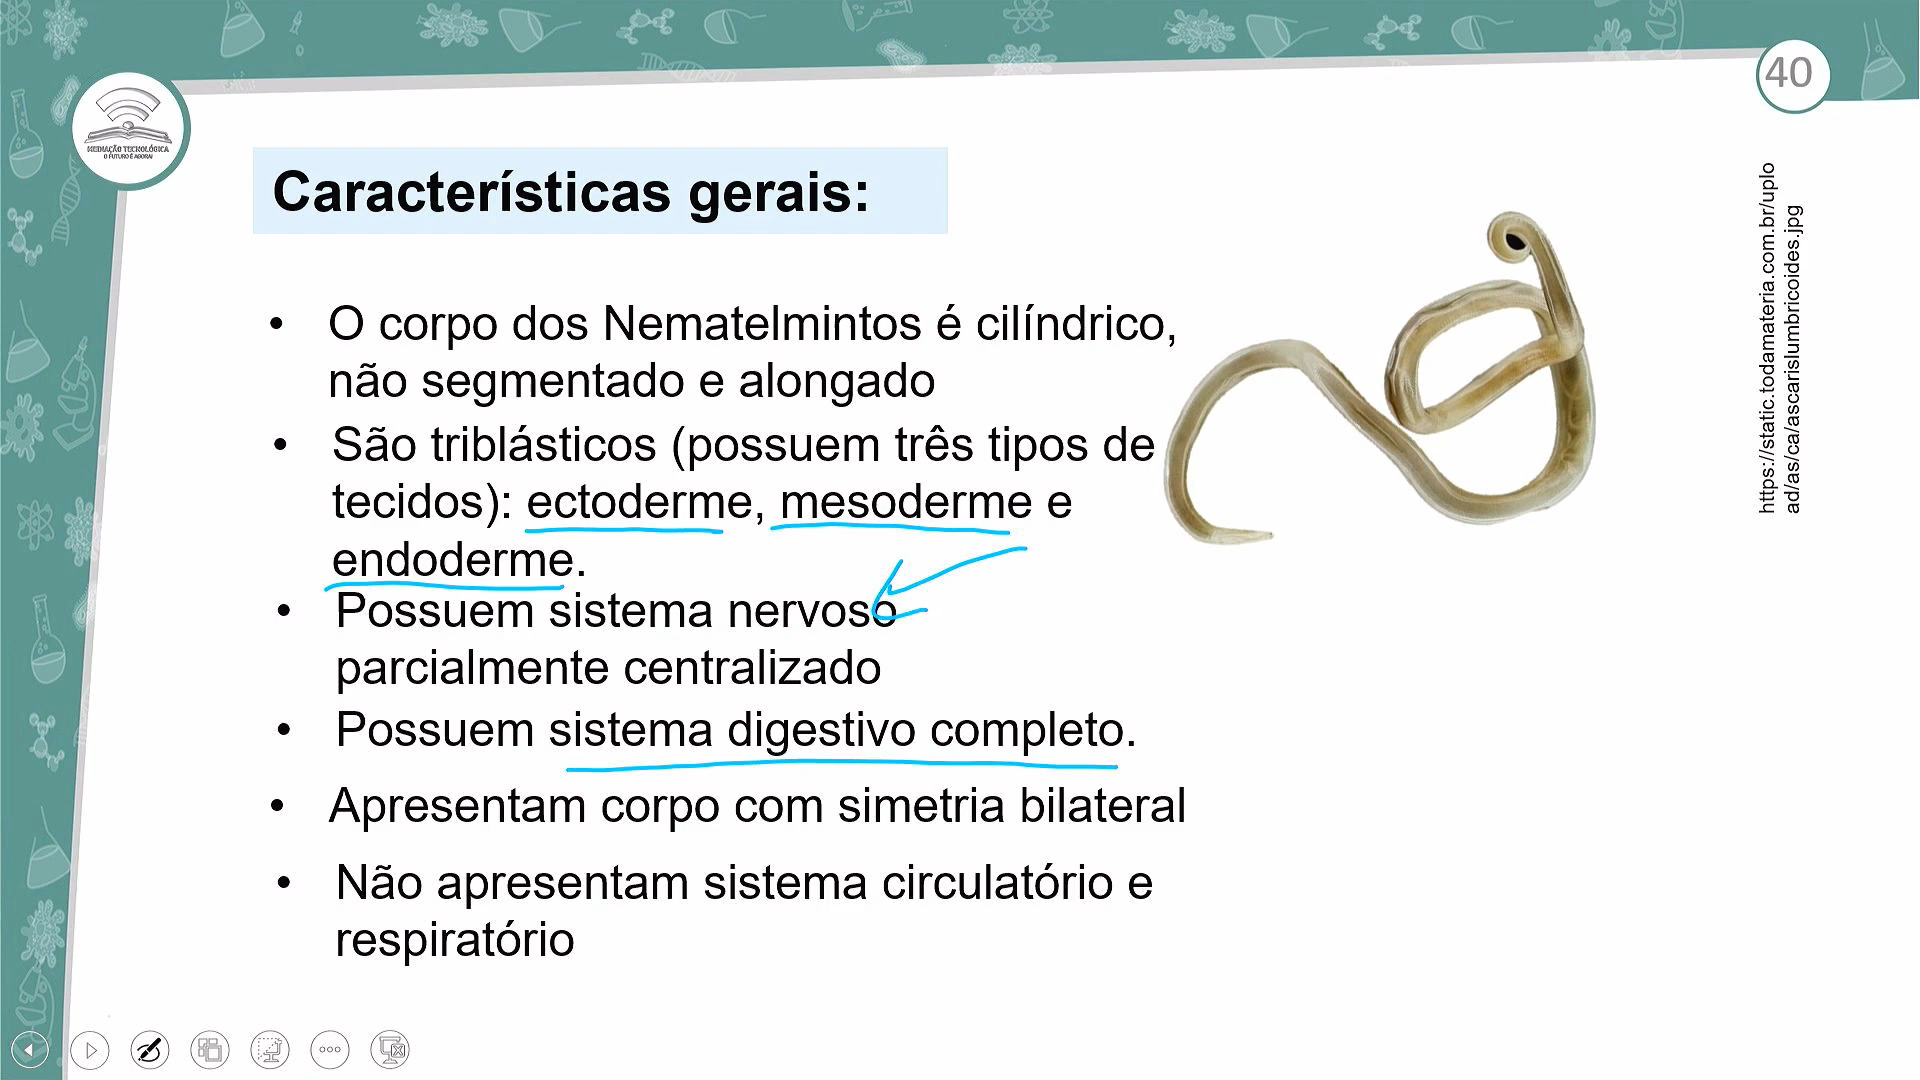 40
MEDIAÇÃO TECNOLÓGICA
O FUTURO É AGORA!
Características gerais:
• O corpo dos Nematelmintos é cilíndrico,
não segmentado e alongado
• São triblásticos (possuem três tipos de
tecidos): ectoderme, mesoderme e
endoderme.
• Possuem sistema nervoso
parcialmente centralizado
• Possuem sistema digestivo completo.
• Apresentam corpo com simetria bilateral
• Não apresentam sistema circulatório e
respiratório
https://static.todamateria.com.br/uplo
ad/as/ca/ascarislumbricoides.jpg